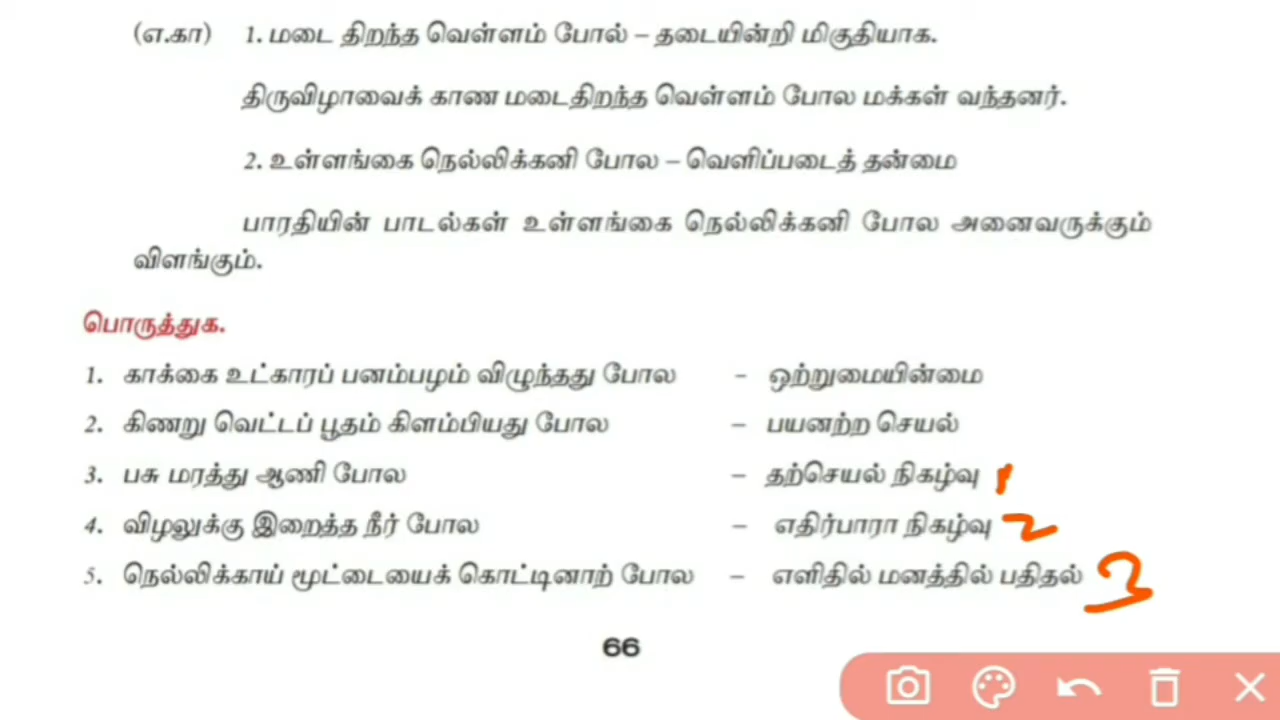 (எ.கா) 1. மடை திறந்த வெள்ளம் போல் – தடையின்றி மிகுதியாக.
திருவிழாவைக் காண மடைதிறந்த வெள்ளம் போல மக்கள் வந்தனர்.
2. உள்ளங்கை நெல்லிக்கனி போல – வெளிப்படைத் தன்மை
பாரதியின் பாடல்கள் உள்ளங்கை நெல்லிக்கனி போல அனைவருக்கும்
விளங்கும்.
பொருத்துக.
1. காக்கை உட்காரப் பனம்பழம் விழுந்தது போல - ஒற்றுமையின்மை
2. கிணறு வெட்டப் பூதம் கிளம்பியது போல – பயனற்ற செயல்
3. பசு மரத்து ஆணி போல – தற்செயல் நிகழ்வு 1
4. விழலுக்கு இறைத்த நீர் போல – எதிர்பாரா நிகழ்வு 2
5. நெல்லிக்காய் மூட்டையைக் கொட்டினாற் போல – எளிதில் மனத்தில் பதிதல் 3
66